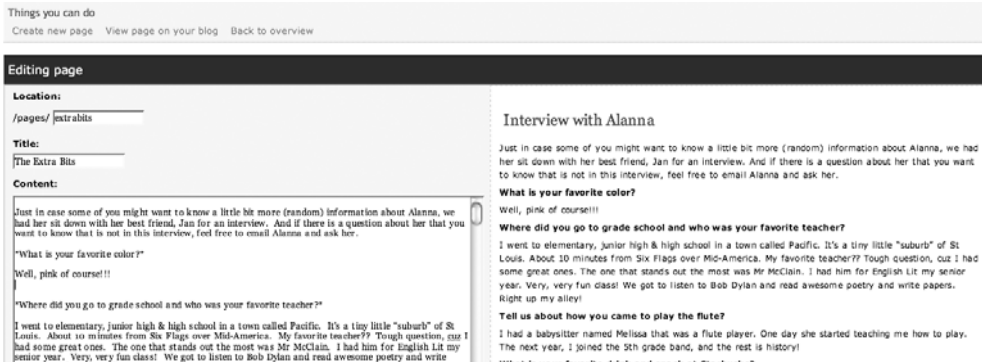 Things you can do
Create new page View page on your blog Back to overview
Editing page
Location:
/pages/ extrabits
Title:
The Extra Bits
Content:
Just in case some of you might want to know a little bit more (random) information about Alanna, we
had her sit down with her best friend, Jan for an interview. And if there is a question about her that you
want to know that is not in this interview, feel free to email Alanna and ask her.
*What is your favorite color?*
Well, pink of course!!!
*Where did you go to grade school and who was your favorite teacher?*
I went to elementary, junior high & high school in a town called Pacific. It's a tiny little "suburb" of St
Louis. About 10 minutes from Six Flags over Mid-America. My favorite teacher?? Tough question, cuz I
had some great ones. The one that stands out the most was Mr McClain. I had him for English Lit my
senior year. Very, very fun class! We got to listen to Bob Dylan and read awesome poetry and write
Interview with Alanna
Just in case some of you might want to know a little bit more (random) information about Alanna, we had
her sit down with her best friend, Jan for an interview. And if there is a question about her that you want
to know that is not in this interview, feel free to email Alanna and ask her.
What is your favorite color?
Well, pink of course!!!
Where did you go to grade school and who was your favorite teacher?
I went to elementary, junior high & high school in a town called Pacific. It's a tiny little "suburb" of St
Louis. About 10 minutes from Six Flags over Mid-America. My favorite teacher?? Tough question, cuz I had
some great ones. The one that stands out the most was Mr McClain. I had him for English Lit my senior
year. Very, very fun class! We got to listen to Bob Dylan and read awesome poetry and write papers.
Right up my alley!
Tell us about how you came to play the flute?
I had a babysitter named Melissa that was a flute player. One day she started teaching me how to play.
The next year, I joined the 5th grade band, and the rest is history!